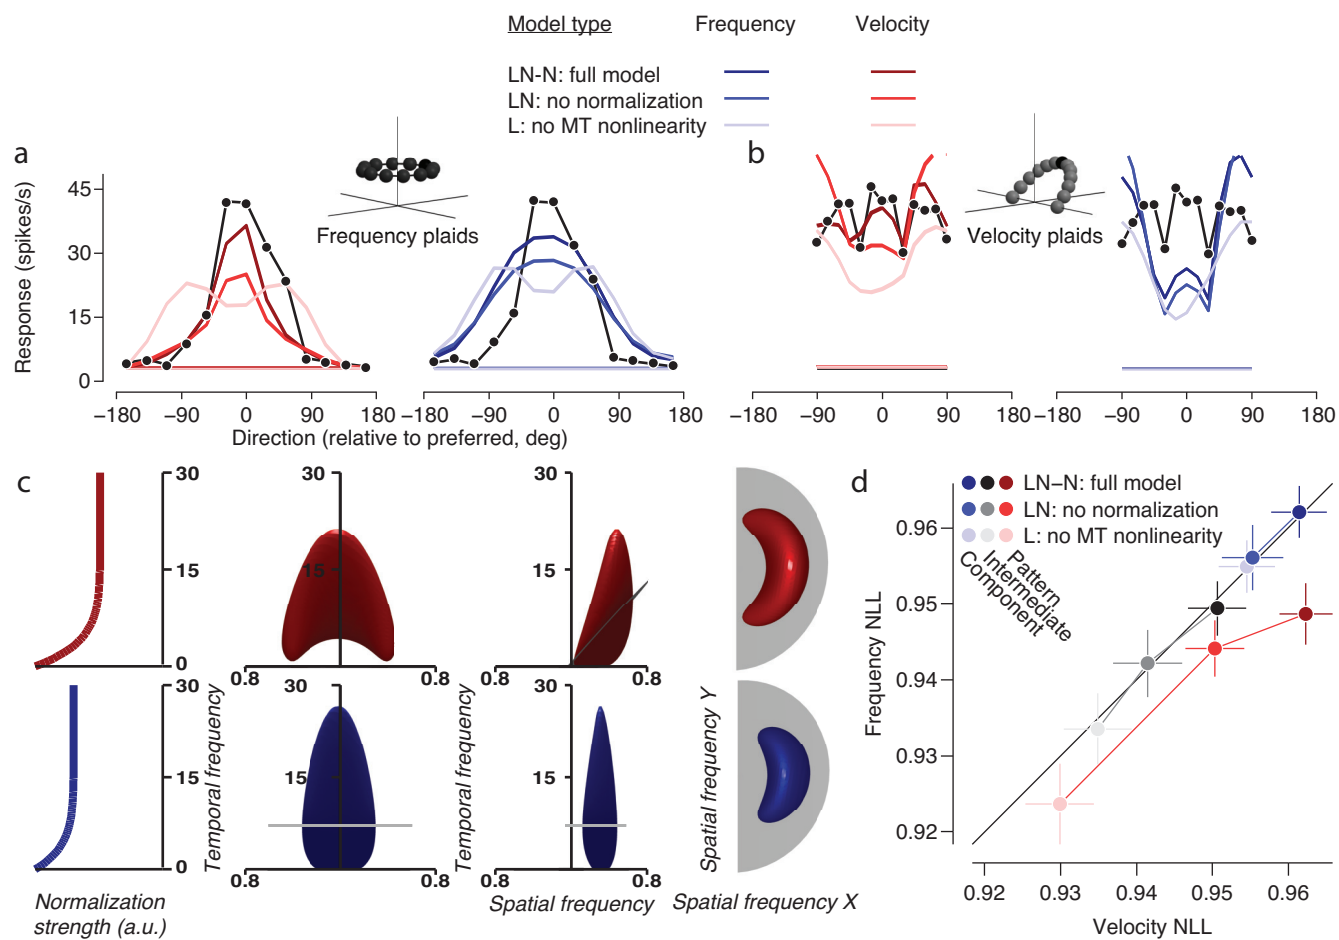 Model type Frequency Velocity
LN-N: full model
LN: no normalization
L: no MT nonlinearity
a
b
Response (spikes/s)
45
30
15
0
Frequency plaids
Velocity plaids
−180 −90 0 90 180
−180 −90 0 90 180
−180 −90 0 90 180
−180 −90 0 90 180
Direction (relative to preferred, deg)
c
30
15
0
30
15
0.8 0.8
30
15
0.8
30
15
0
Normalization
strength (a.u.)
Temporal frequency
30
15
0.8 0.8
Temporal frequency
30
15
0.8 0.8
Spatial frequency
Spatial frequency Y
Spatial frequency X
d
LN−N: full model
LN: no normalization
L: no MT nonlinearity
Pattern
Intermediate
Component
Frequency NLL
0.96
0.95
0.94
0.93
0.92
0.92 0.93 0.94 0.95 0.96
Velocity NLL